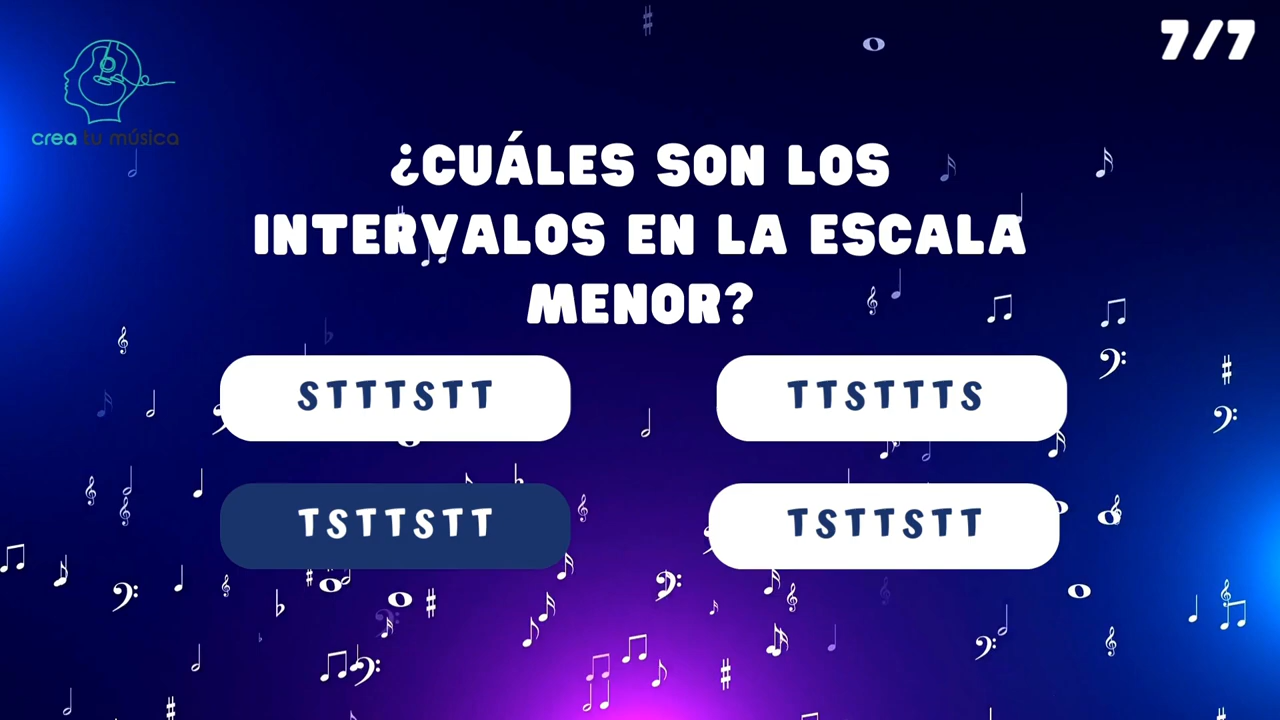 7/7
crea tu música
¿CUÁLES SON LOS
INTERVALOS EN LA ESCALA
MENOR?
STTTSTT
TTSTTTS
TSTTSTT
TSTTSTT